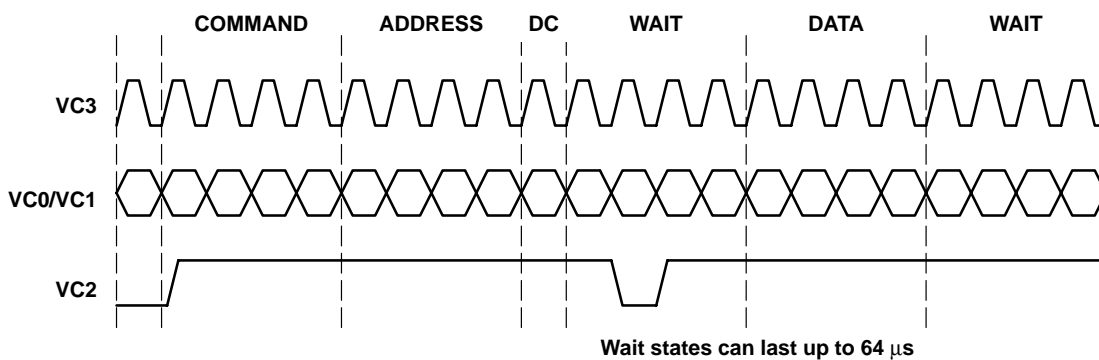 COMMAND ADDRESS DC WAIT DATA WAIT
VC3
VC0/VC1
VC2
Wait states can last up to 64 μs